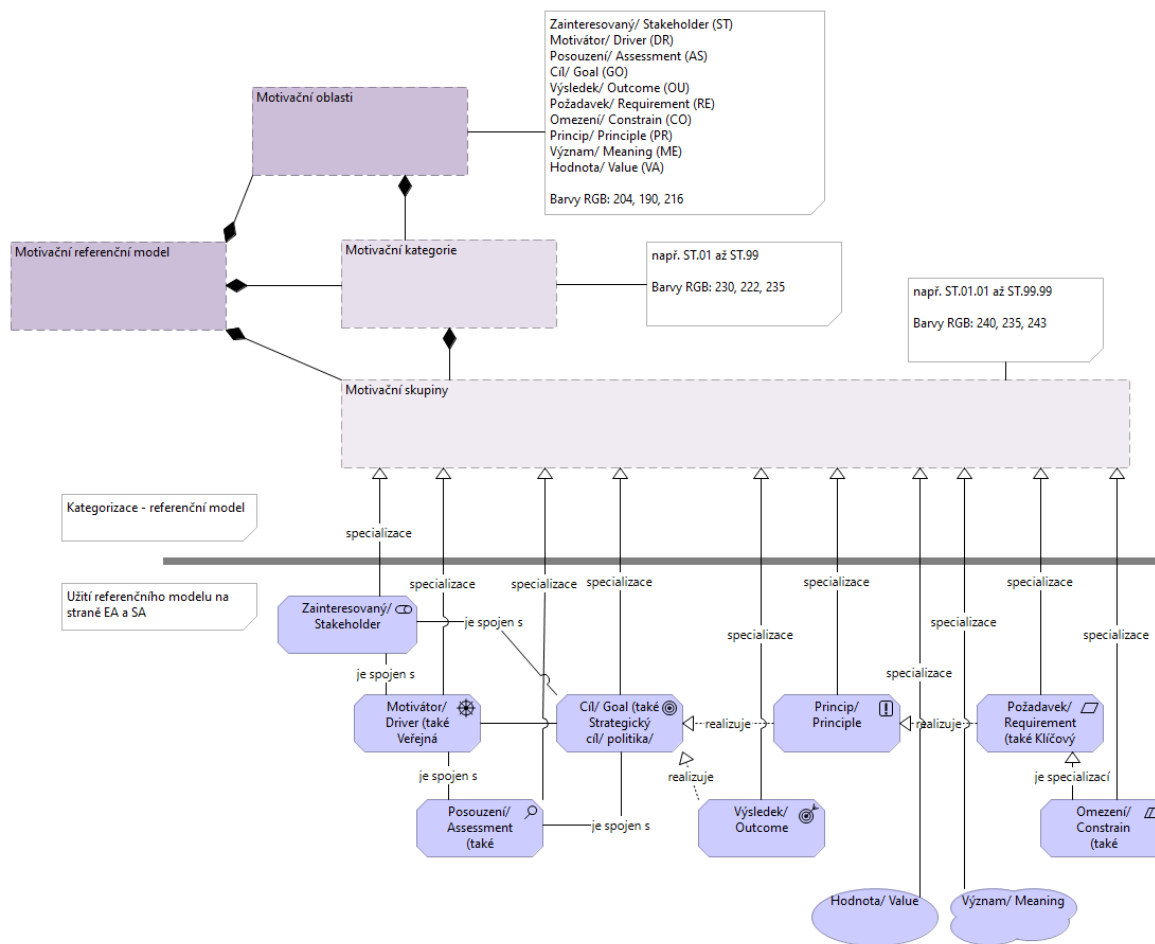 Zainteresovaný/ Stakeholder (ST)
Motivátor/ Driver (DR)
Posouzení/ Assessment (AS)
Cíl/ Goal (GO)
Výsledek/ Outcome (OU)
Požadavek/ Requirement (RE)
Omezení/ Constrain (CO)
Princip/ Principle (PR)
Význam/ Meaning (ME)
Hodnota/ Value (VA)
Barvy RGB: 204, 190, 216
Motivační oblasti
Motivační referenční model
Motivační kategorie
např. ST.01 až ST.99
Barvy RGB: 230, 222, 235
např. ST.01.01 až ST.99.99
Barvy RGB: 240, 235, 243
Motivační skupiny
Kategorizace - referenční model
specializace
Užití referenčního modelu na
straně EA a SA
specializace
specializace
specializace
specializace
specializace
Zainteresovaný/
Stakeholder
je spojen s
specializace
specializace
specializace
specializace
je spojen s
Motivátor/
Driver (také
Veřejná
Cíl/ Goal (také
Strategický
cíl/ politika/
realizuje
Princip/
Principle
realizuje
Požadavek/
Requirement
(také Klíčový
je spojen s
realizuje
je specializací
Posouzení/
Assessment
(také
je spojen s
Výsledek/
Outcome
Omezení/
Constrain
(také
Hodnota/ Value
Význam/ Meaning